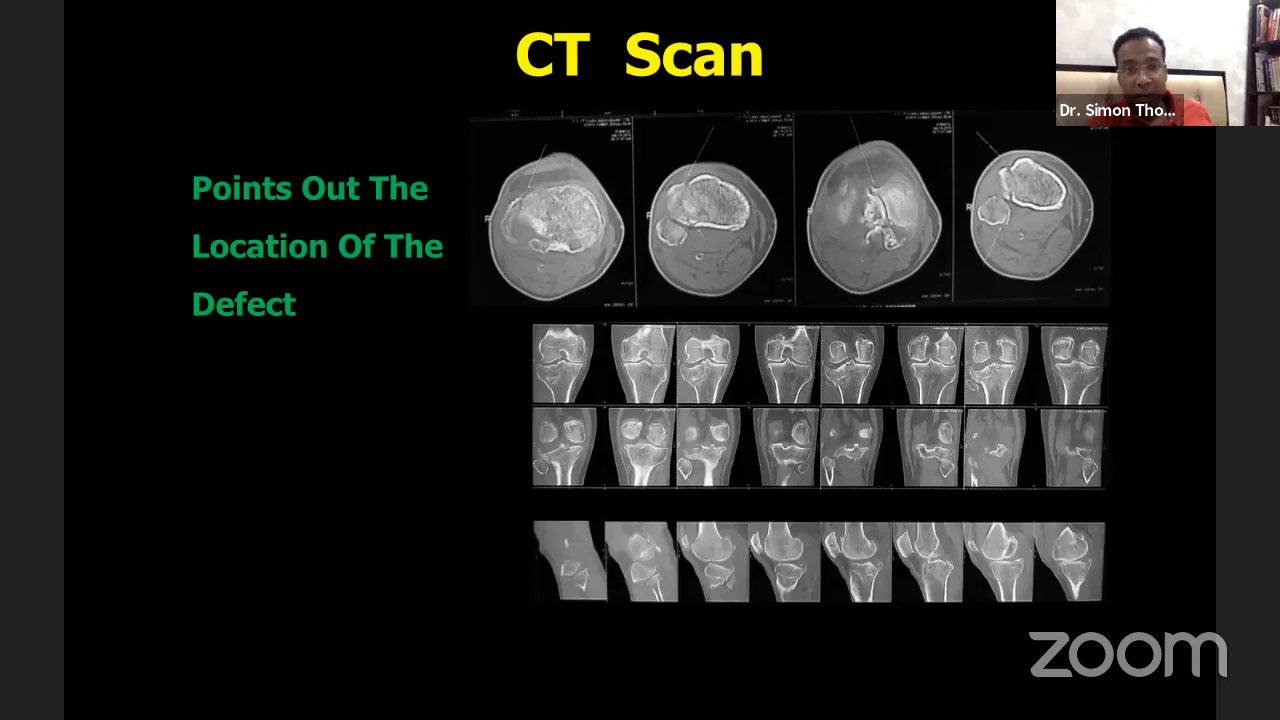 CT Scan
Dr. Simon Tho...
Points Out The
Location Of The
Defect
R
R
R
R
zoom